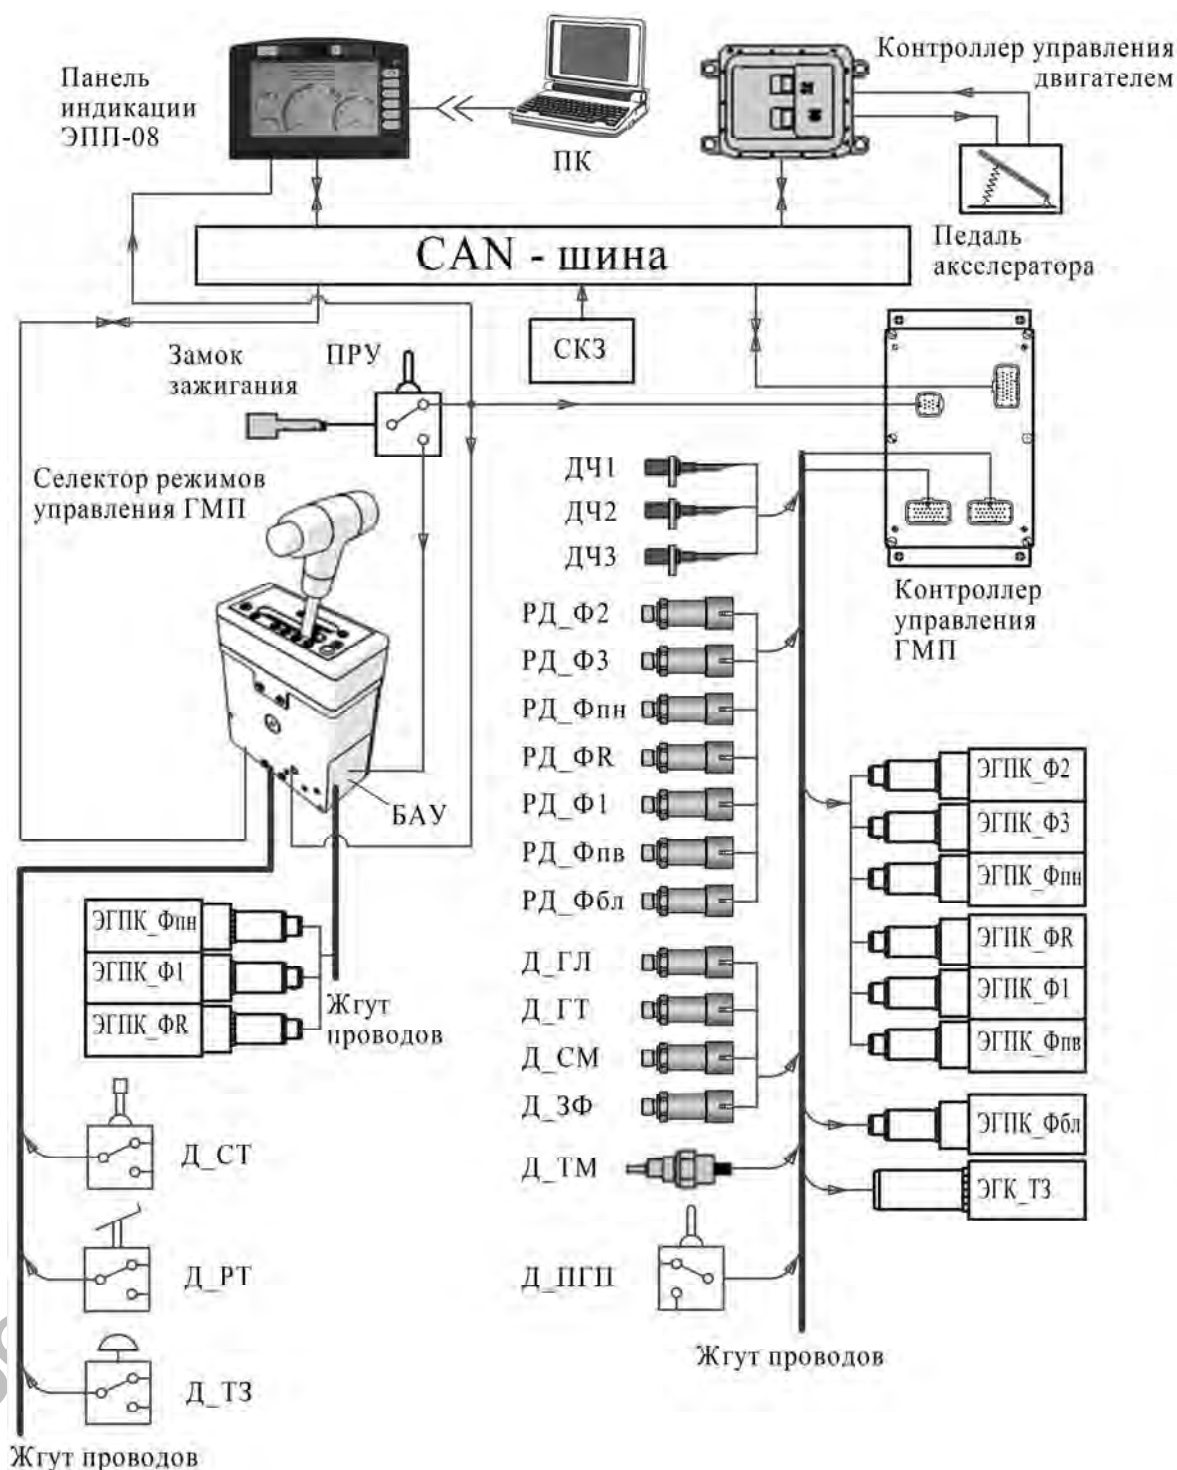 Панель
индикации
ЭПП-08
ПК
Контроллер управления
двигателем
Педаль
акселератора
CAN - шина
СКЗ
Замок
зажигания
ПРУ
Селектор режимов
управления ГМП
БАУ
ДЧ1
ДЧ2
ДЧ3
Контроллер
управления
ГМП
РД_Ф2
РД_Ф3
РД_Фпн
РД_ФR
РД_Ф1
РД_Фпв
РД_Фбл
Д_ГЛ
Д_ГТ
Д_СМ
Д_ЗФ
Д_ТМ
Д_ПГП
ЭГПК_Ф2
ЭГПК_Ф3
ЭГПК_Фпн
ЭГПК_ФR
ЭГПК_Ф1
ЭГПК_Фпв
ЭГПК_Фбл
ЭГК_ТЗ
Жгут проводов
ЭГПК_Фпн
ЭГПК_Ф1
ЭГПК_ФR
Жгут
проводов
Д_СТ
Д_РТ
Д_ТЗ
Жгут проводов